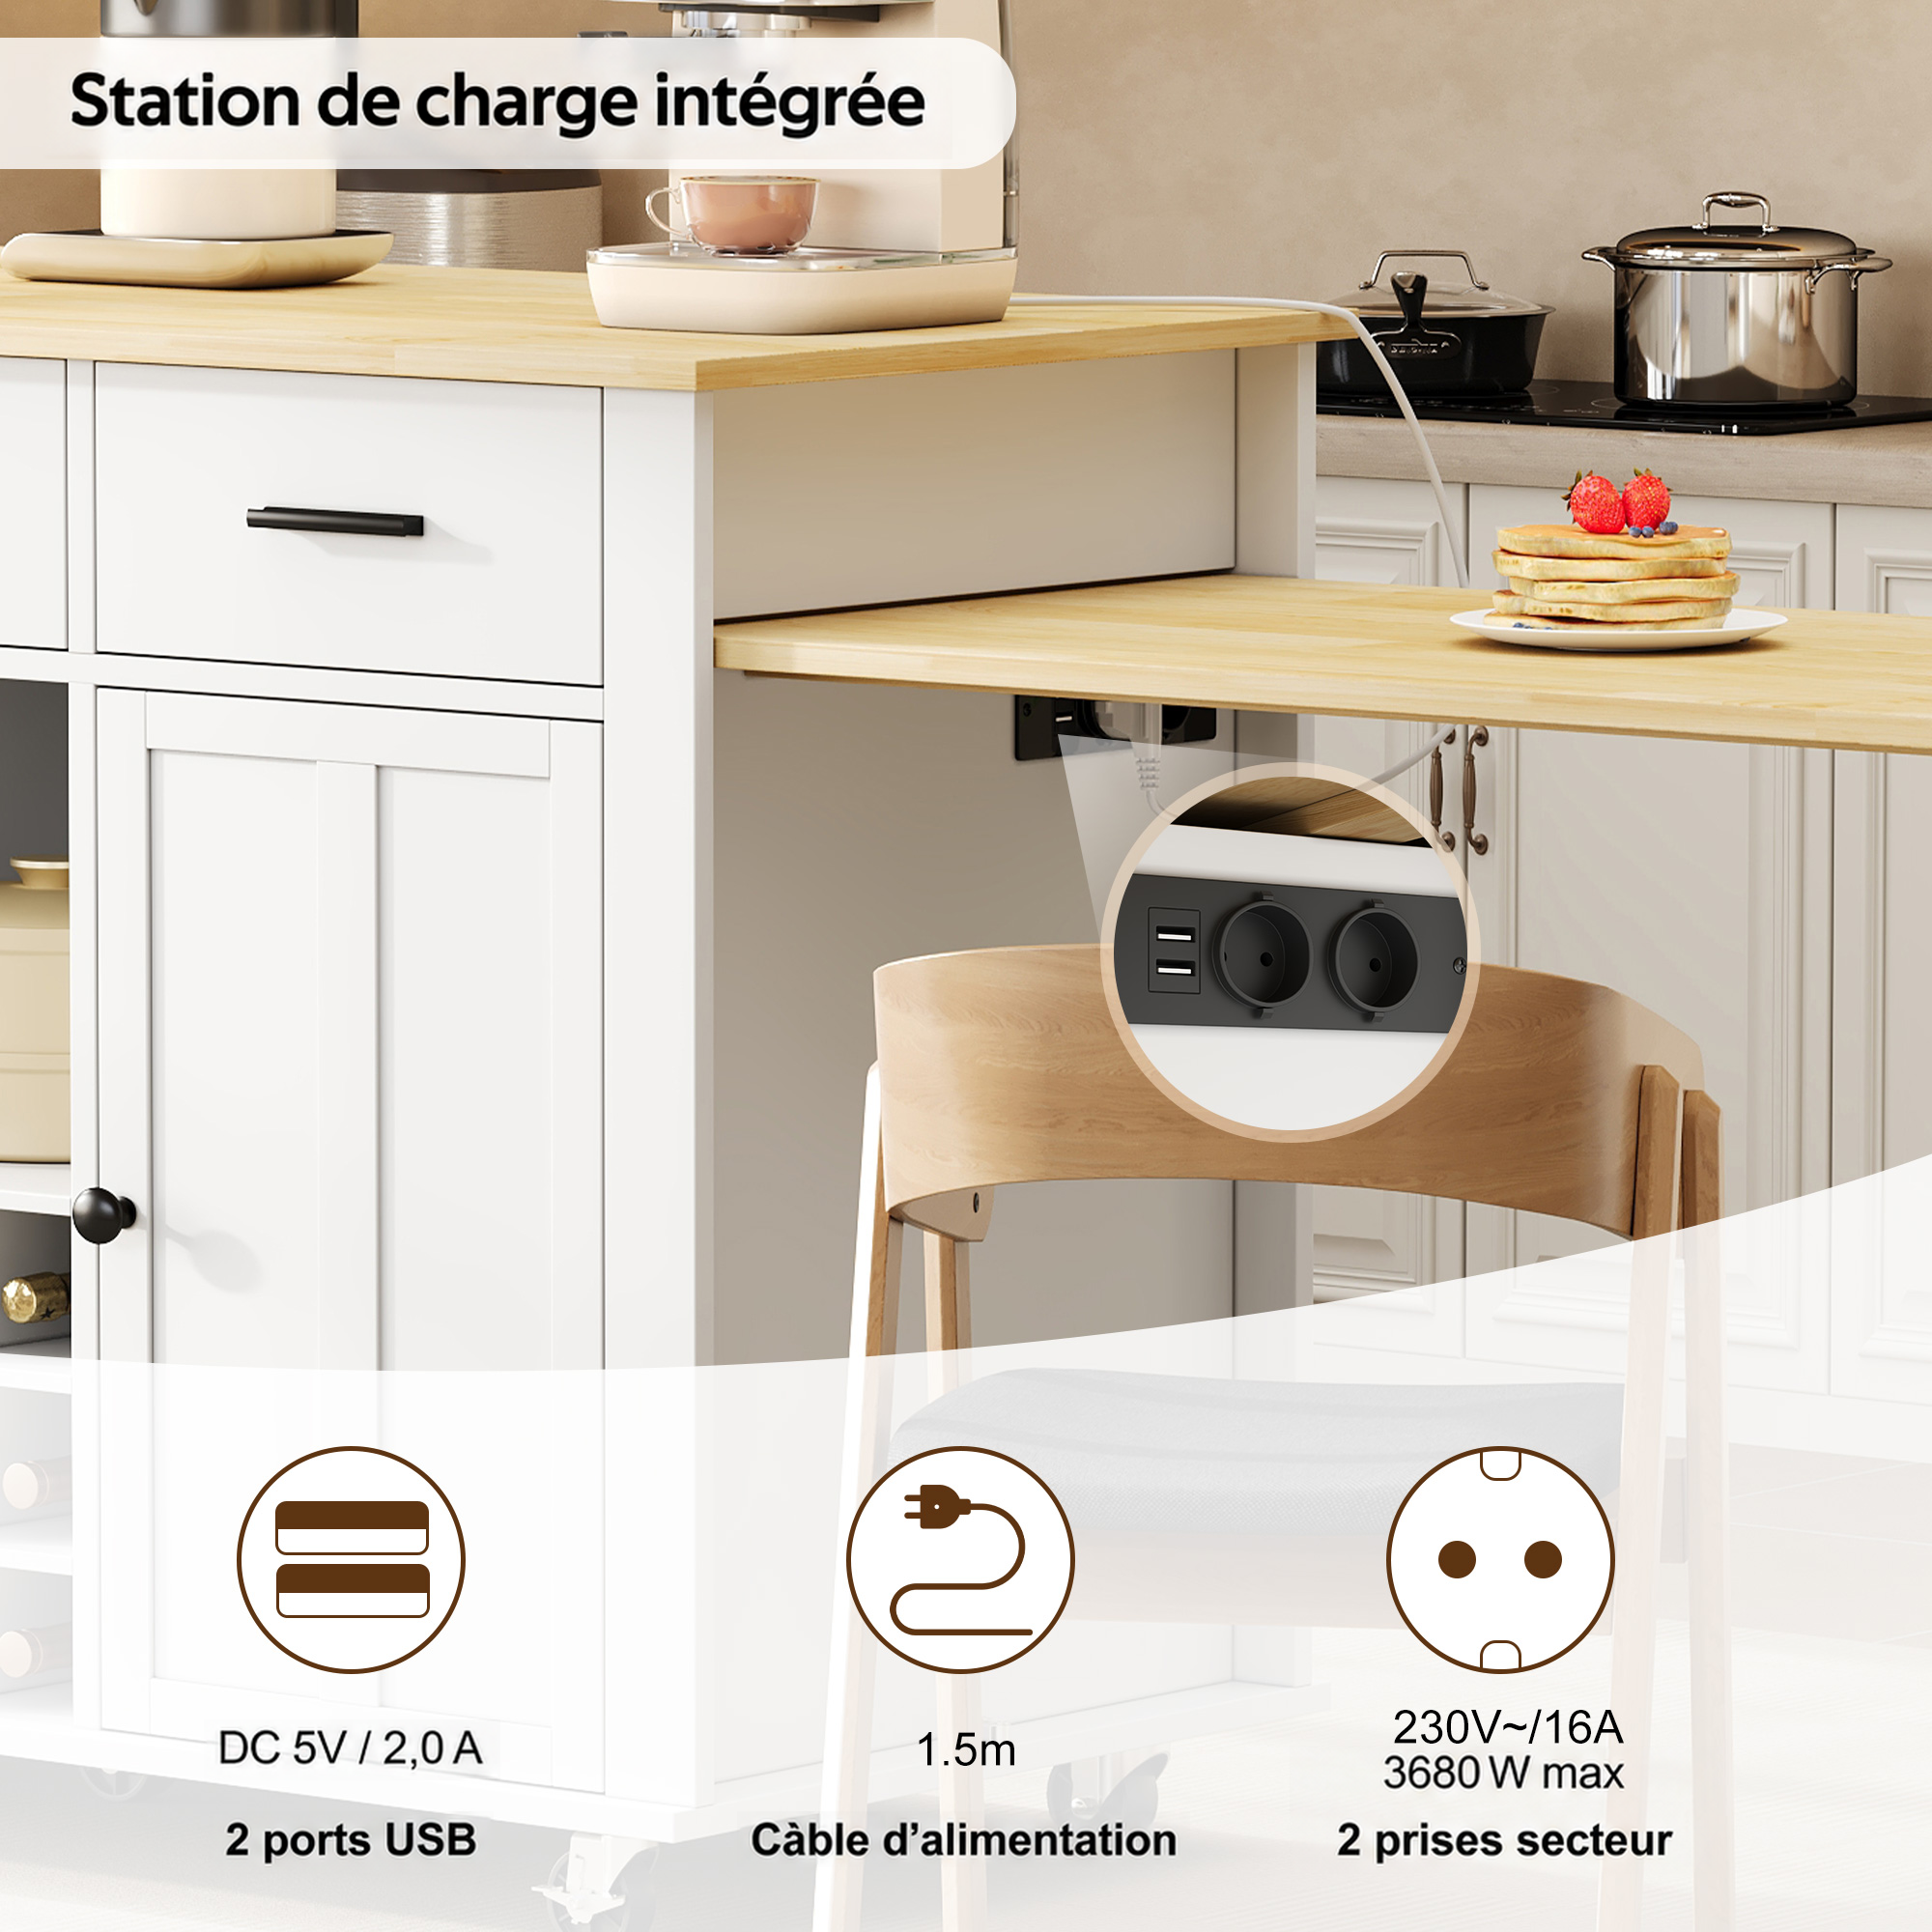 Station de charge intégrée
DC 5V / 2,0 A
2 ports USB
1.5m
Càble d’alimentation
230V~/16A
3680 W max
2 prises secteur